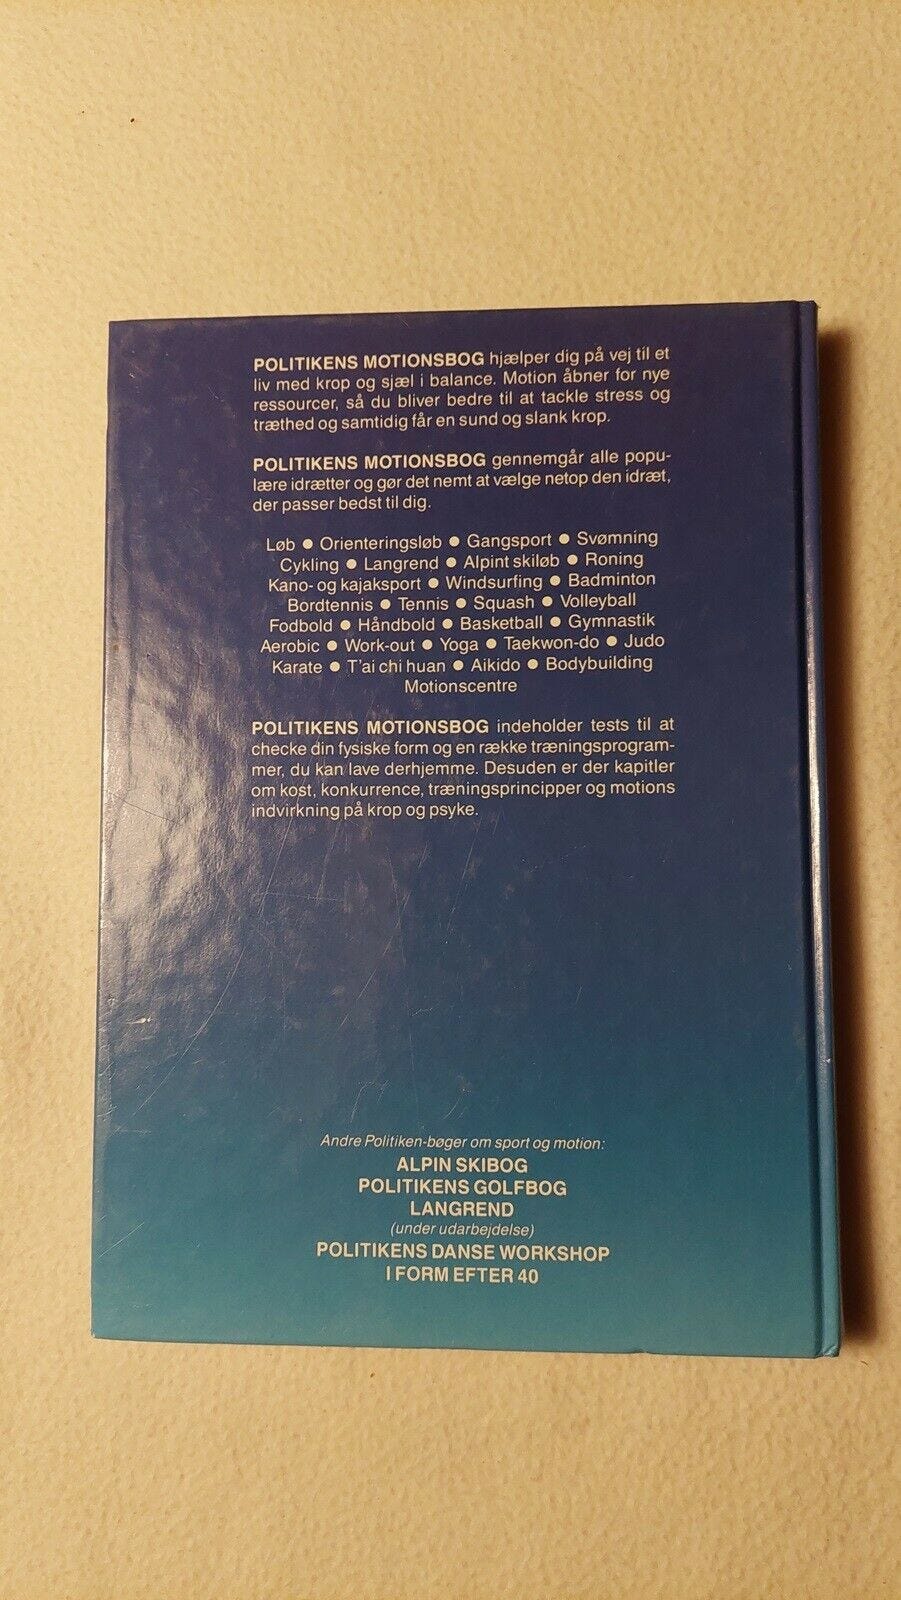 POLITIKENS MOTIONSBOG hjælper dig på vej til et
liv med krop og sjæl i balance. Motion åbner for nye
ressourcer, så du bliver bedre til at tackle stress og
træthed og samtidig får en sund og slank krop.
POLITIKENS MOTIONSBOG gennemgår alle popu-
lære idrætter og gør det nemt at vælge netop den idræt,
der passer bedst til dig.
Løb ● Orienteringsløb ● Gangsport ● Svømning
Cykling ● Langrend ● Alpint skiløb ● Roning
Kano- og kajaksport ● Windsurfing ● Badminton
Bordtennis ● Tennis ● Squash ● Volleyball
Fodbold ● Håndbold ● Basketball ● Gymnastik
Aerobic ● Work-out ● Yoga ● Taekwon-do ● Judo
Karate ● T'ai chi huan ● Aikido ● Bodybuilding
Motionscentre
POLITIKENS MOTIONSBOG indeholder tests til at
checke din fysiske form og en række træningsprogram-
mer, du kan lave derhjemme. Desuden er der kapitler
om kost, konkurrence, træningsprincipper og motions
indvirkning på krop og psyke.
Andre Politiken-bøger om sport og motion:
ALPIN SKIBOG
POLITIKENS GOLFBOG
LANGREND
(under udarbejdelse)
POLITIKENS DANSE WORKSHOP
I FORM EFTER 40